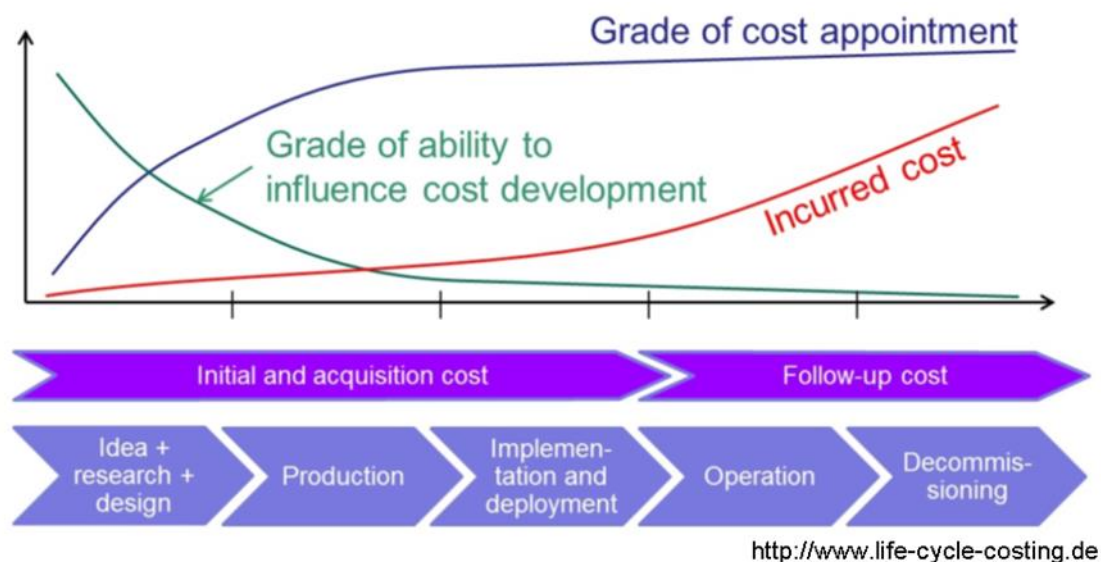 Grade of cost appointment
Grade of ability to
influence cost development
Incurred cost
Initial and acquisition cost
Follow-up cost
Idea +
research +
design
Production
Implemen-
tation and
deployment
Operation
Decommis-
sioning
http://www.life-cycle-costing.de